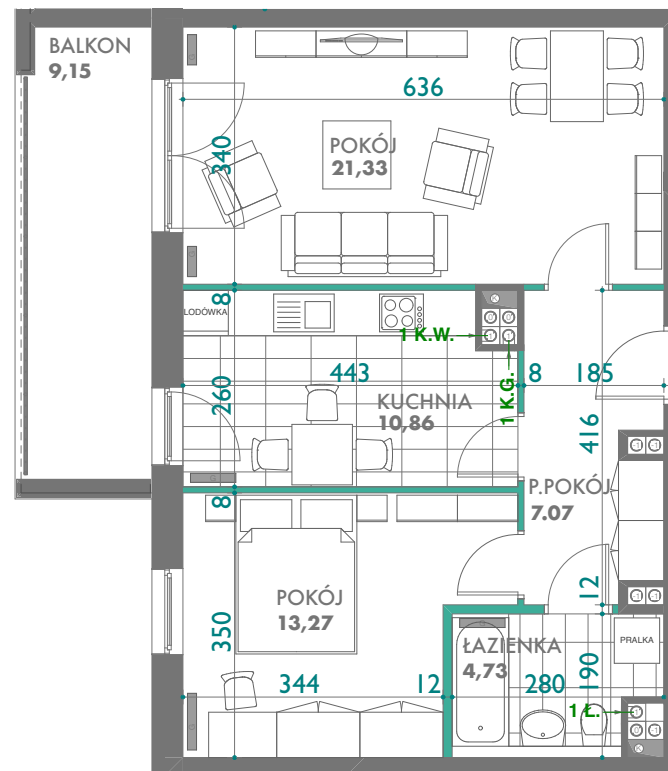 BALKON
9,15
636
POKÓJ
21,33
340
8
LODÓWKA
1 K.W.
1 K.G.
443
8
185
260
KUCHNIA
10,86
416
P.POKÓJ
7.07
8
12
POKÓJ
13,27
350
ŁAZIENKA
4,73
PRALKA
190
344
12
280
1 Ł.